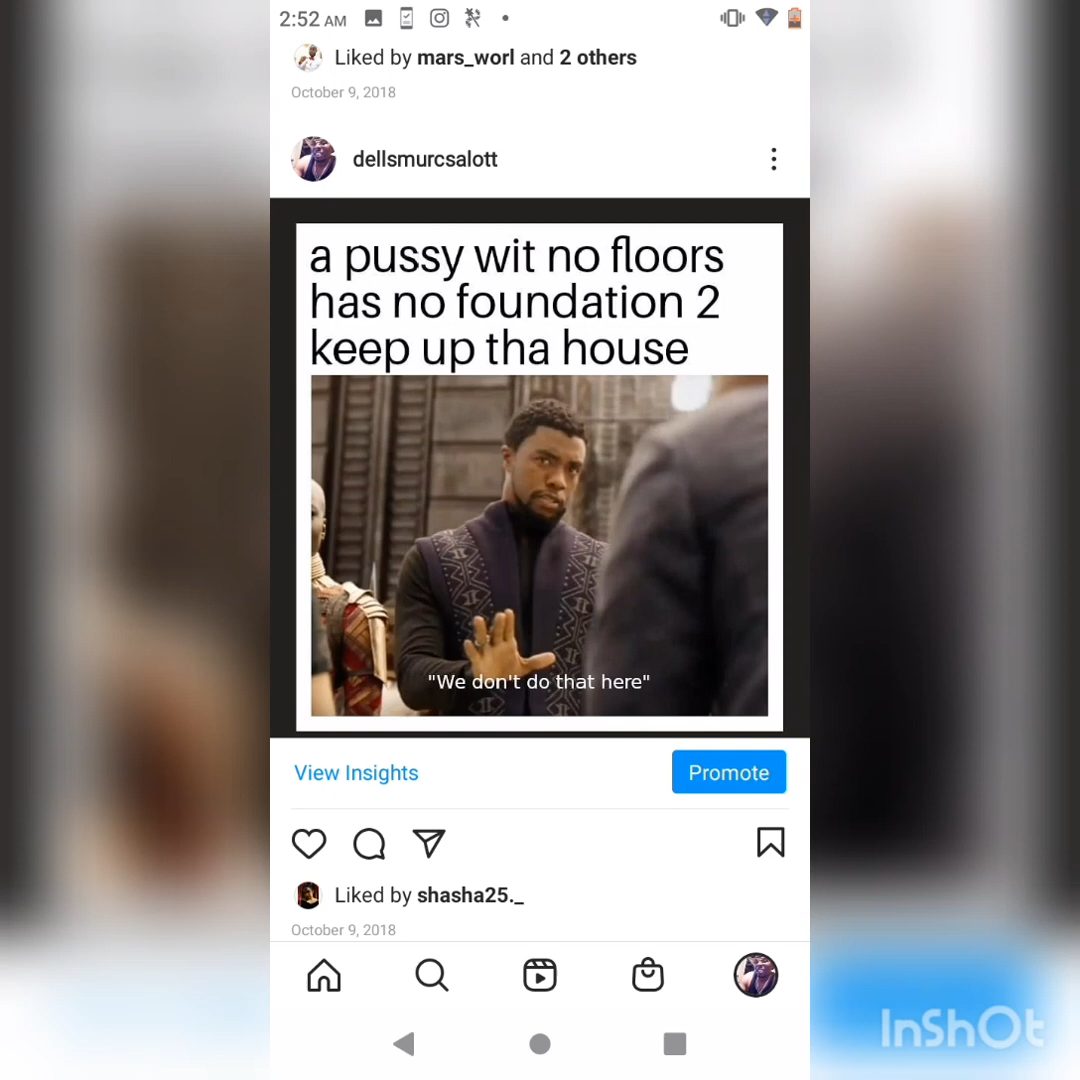 2:52 AM
Liked by mars_worl and 2 others
October 9, 2018
dellsmurcsalott
a pussy wit no floors
has no foundation 2
keep up tha house
"We don't do that here"
View Insights
Promote
Liked by shasha25._
October 9, 2018
InShOt